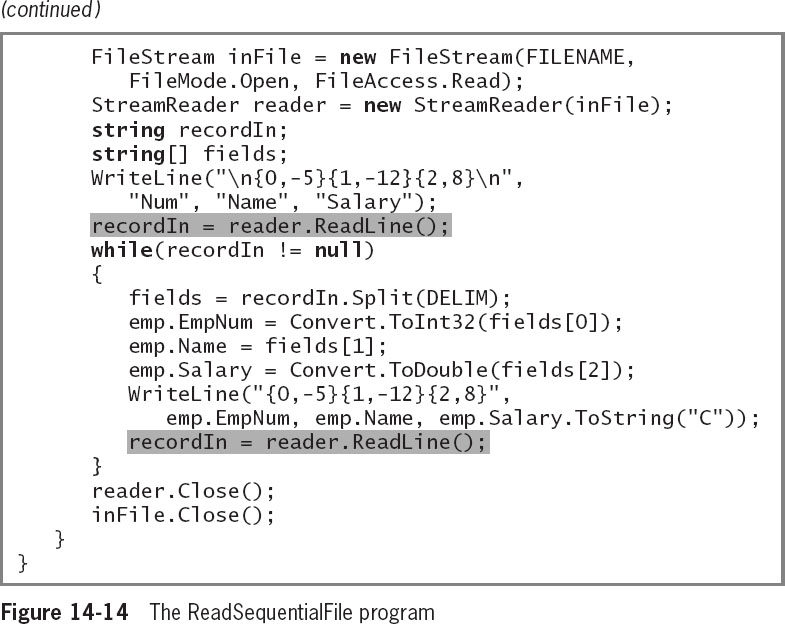 (continued)
FileStream inFile = new FileStream(FILENAME,
FileMode.Open, FileAccess.Read);
StreamReader reader = new StreamReader(inFile);
string recordIn;
string[] fields;
WriteLine("\n{0,-5}{1,-12}{2,8}\n",
"Num", "Name", "Salary");
recordIn = reader.ReadLine();
while(recordIn != null)
{
fields = recordIn.Split(DELIM);
emp.EmpNum = Convert.ToInt32(fields[0]);
emp.Name = fields[1];
emp.Salary = Convert.ToDouble(fields[2]);
WriteLine("{0,-5}{1,-12}{2,8}",
emp.EmpNum, emp.Name, emp.Salary.ToString("C"));
recordIn = reader.ReadLine();
}
reader.Close();
inFile.Close();
}
}
Figure 14-14 The ReadSequentialFile program